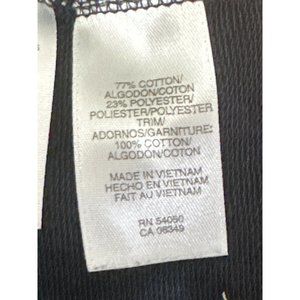 77% COTTON/
ALGODON/COTON
23% POLYESTER/
POLIESTER/POLYESTER
TRIM/
ADORNOS/GARNITURE:
100% COTTON/
ALGODON/COTON
MADE IN VIETNAM
HECHO EN VIETNAM
FAIT AU VIETNAM
RN 54050
CA 06349